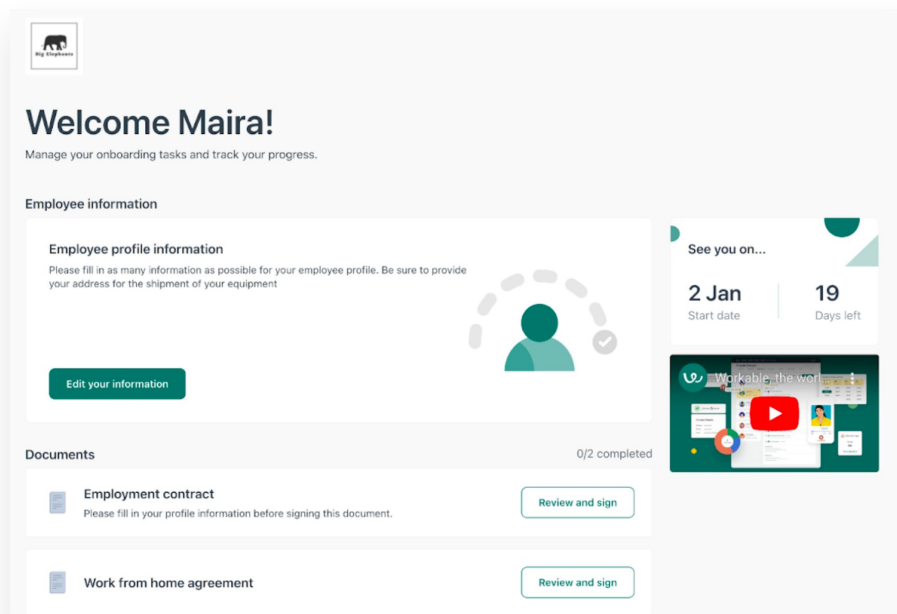 Big Elephants
Welcome Maira!
Manage your onboarding tasks and track your progress.
Employee information
Employee profile information
Please fill in as many information as possible for your employee profile. Be sure to provide
your address for the shipment of your equipment
Edit your information
See you on...
2 Jan
Start date
19
Days left
Workable, the worl...
Documents
0/2 completed
Employment contract
Please fill in your profile information before signing this document.
Review and sign
Work from home agreement
Review and sign